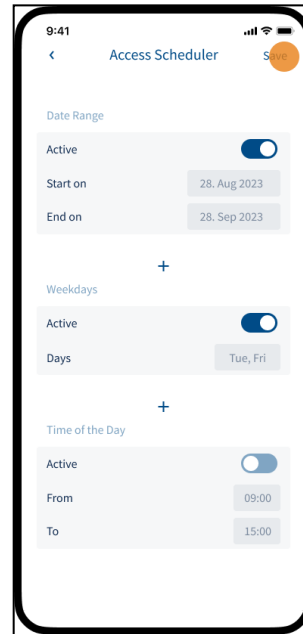 9:41
Access Scheduler Save
Date Range
Active
Start on 28. Aug 2023
End on 28. Sep 2023
+
Weekdays
Active
Days Tue, Fri
+
Time of the Day
Active
From 09:00
To 15:00